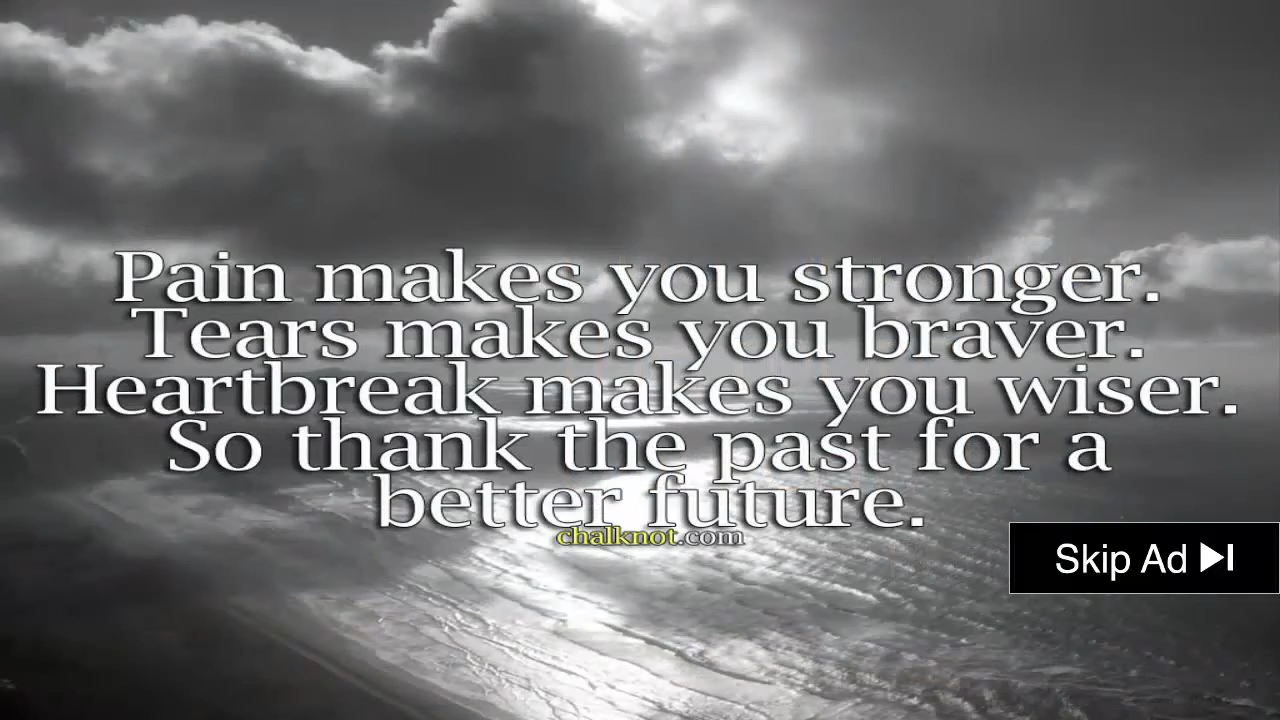 Pain makes you stronger.
Tears makes you braver.
Heartbreak makes you wiser.
So thank the past for a
better future.
chalknot.com
Skip Ad